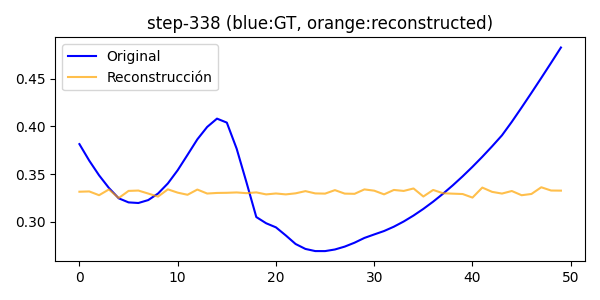 step-338 (blue:GT, orange:reconstructed)
Original
Reconstrucción
0.45
0.40
0.35
0.30
0 10 20 30 40 50